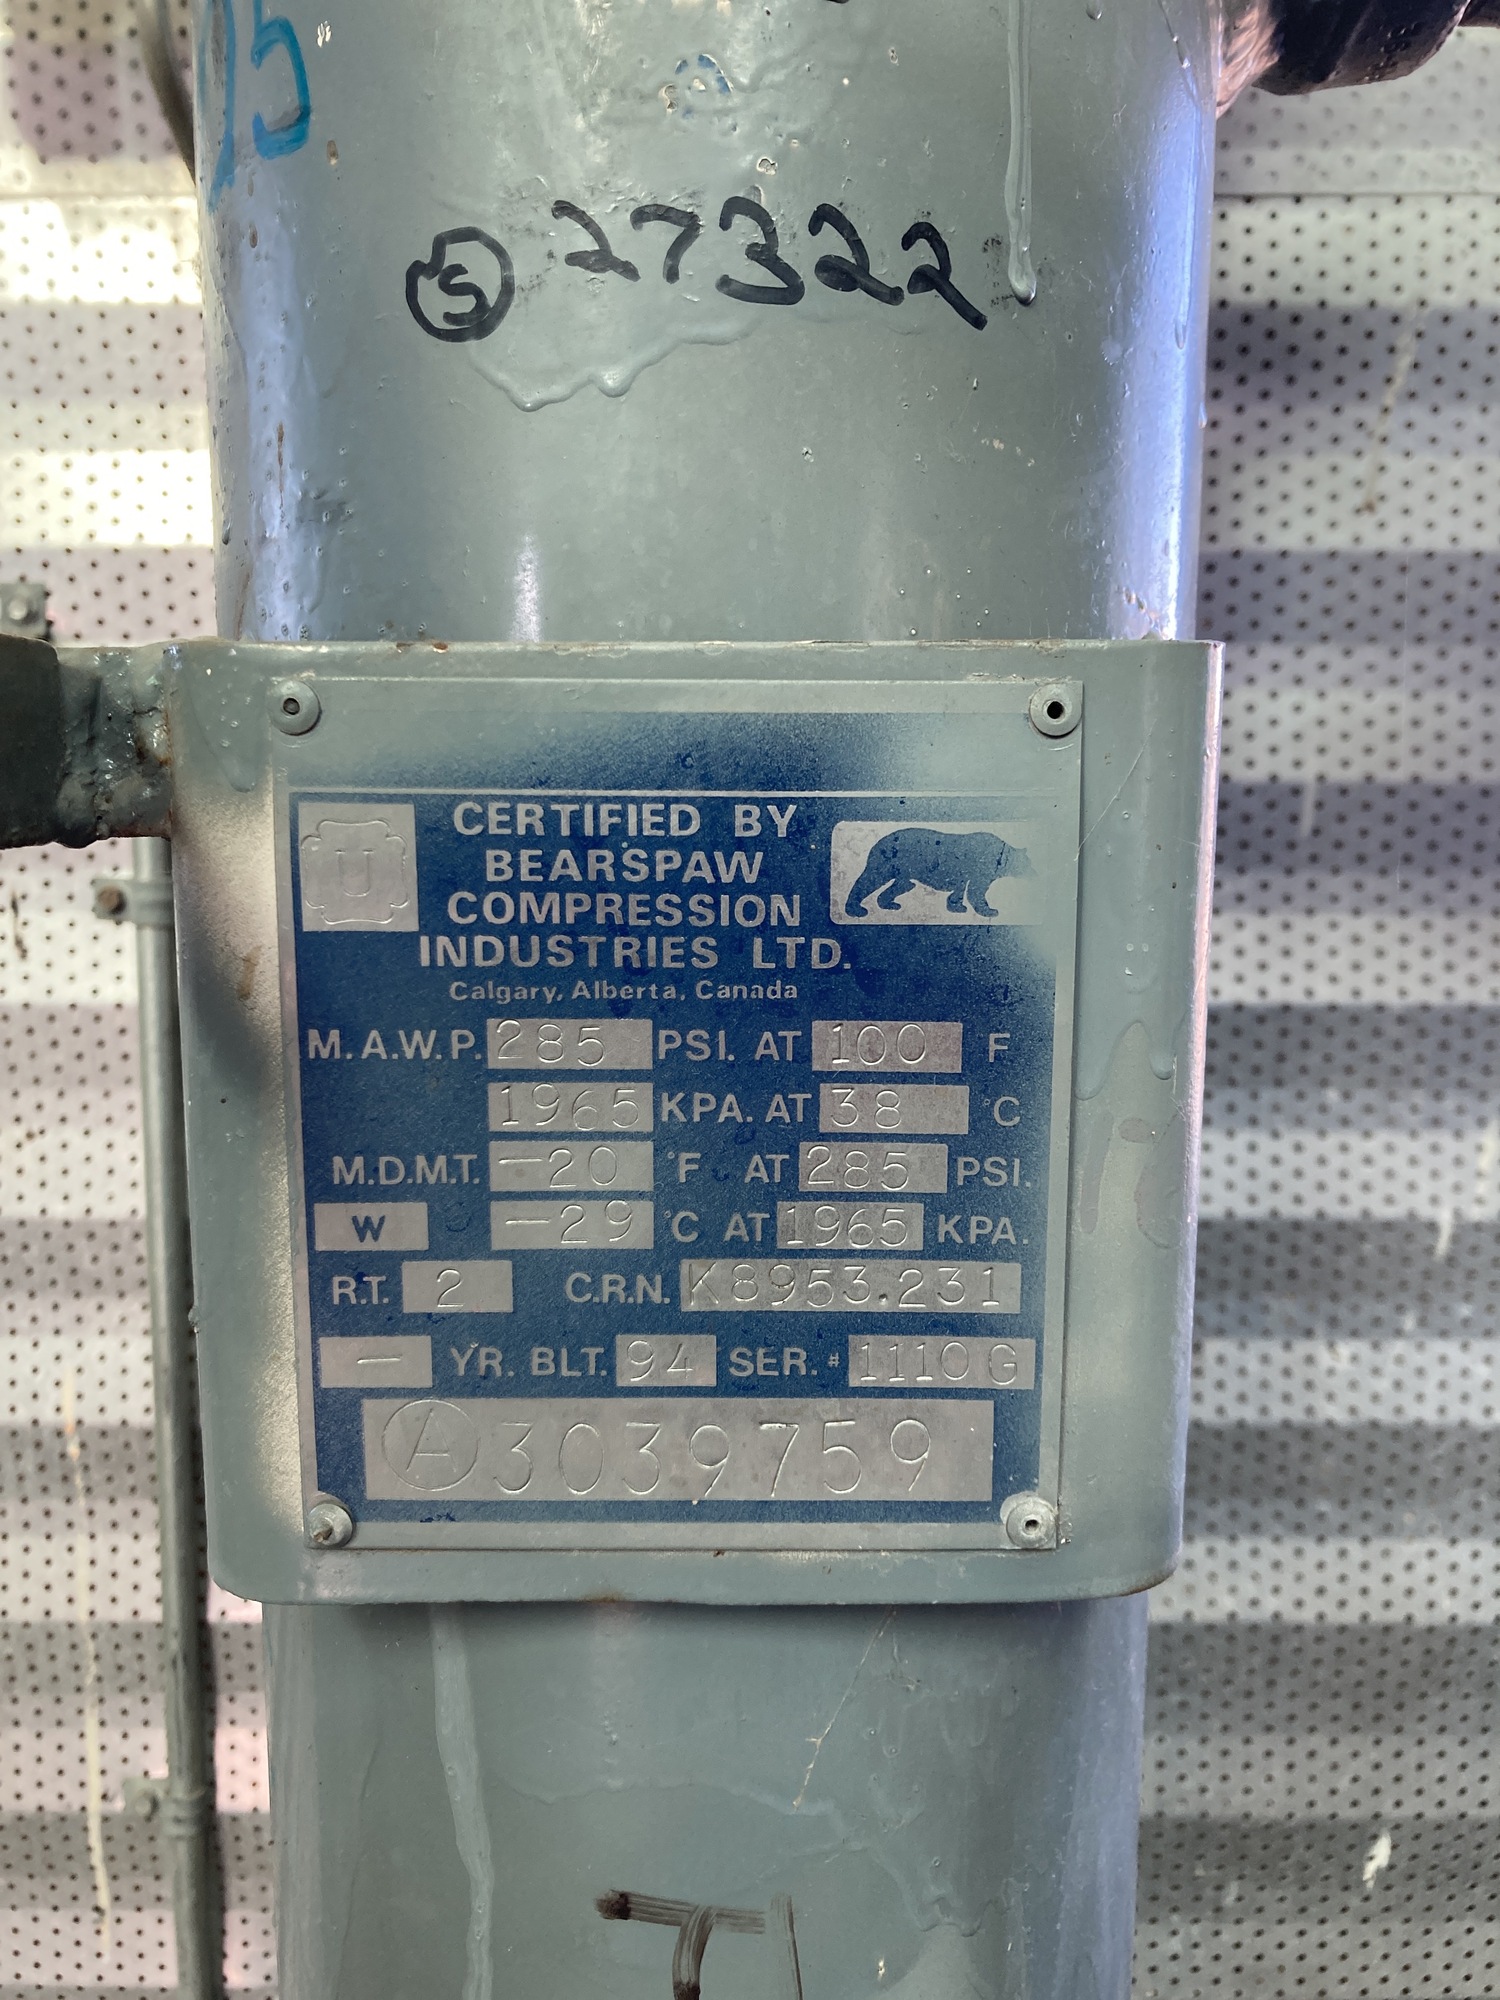 05
S 27322
U
CERTIFIED BY
BEARSPAW
COMPRESSION
INDUSTRIES LTD.
Calgary, Alberta, Canada
M.A.W.P. 285 PSI. AT 100 F
1965 KPA. AT 38 °C
M.D.M.T. -20 °F AT 285 PSI.
W -29 °C AT 1965 KPA.
R.T. 2 C.R.N. K8953.231
- YR. BLT. 94 SER. # 1110G
A 3039759